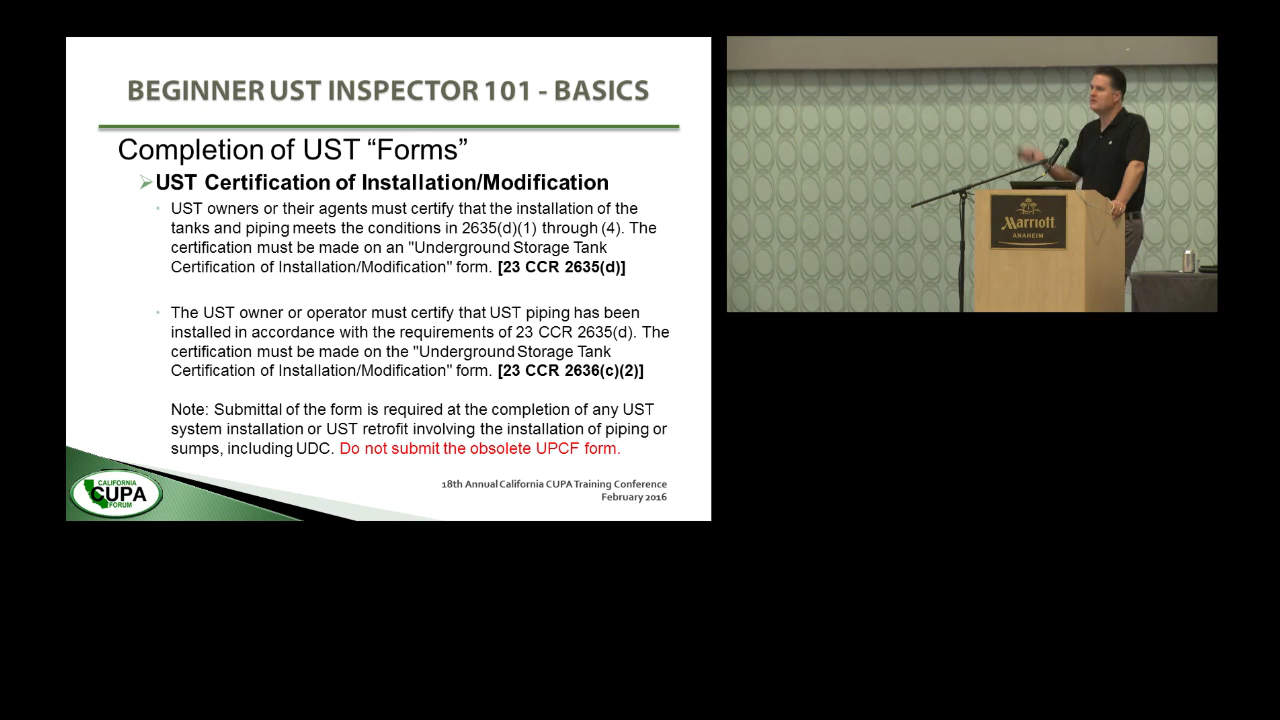 BEGINNER UST INSPECTOR 101 - BASICS
Completion of UST “Forms”
UST Certification of Installation/Modification
UST owners or their agents must certify that the installation of the
tanks and piping meets the conditions in 2635(d)(1) through (4). The
certification must be made on an "Underground Storage Tank
Certification of Installation/Modification" form. [23 CCR 2635(d)]
The UST owner or operator must certify that UST piping has been
installed in accordance with the requirements of 23 CCR 2635(d). The
certification must be made on the "Underground Storage Tank
Certification of Installation/Modification" form. [23 CCR 2636(c)(2)]
Note: Submittal of the form is required at the completion of any UST
system installation or UST retrofit involving the installation of piping or
sumps, including UDC. Do not submit the obsolete UPCF form.
18th Annual California CUPA Training Conference
February 2016
CALIFORNIA
CUPA
FORUM
Marriott
ANAHEIM